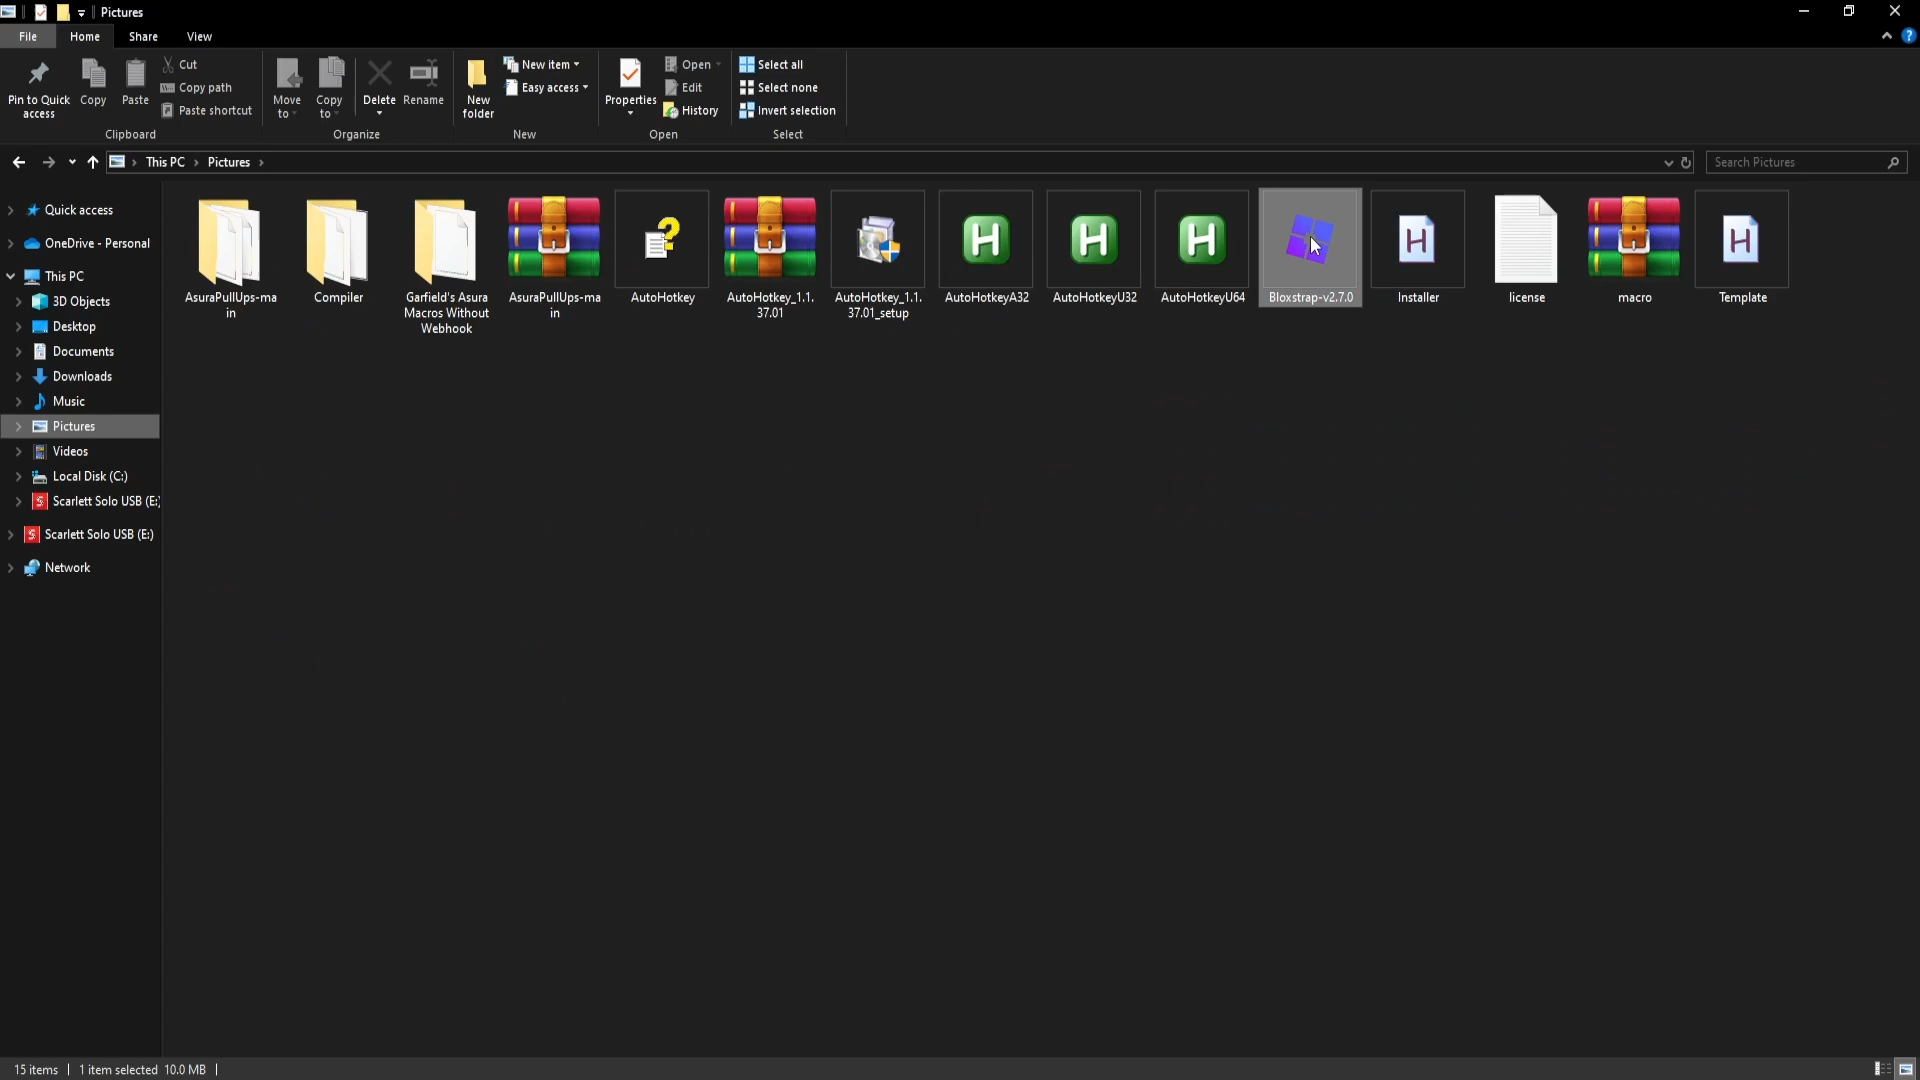 Pictures
File Home Share View
Pin to Quick access
Copy
Paste
Cut
Copy path
Paste shortcut
Clipboard
Move to
Copy to
Delete
Rename
Organize
New folder
New item
Easy access
New
Properties
Open
Edit
History
Open
Select all
Select none
Invert selection
Select
This PC Pictures
Search Pictures
Quick access
OneDrive - Personal
This PC
3D Objects
Desktop
Documents
Downloads
Music
Pictures
Videos
Local Disk (C:)
Scarlett Solo USB (E:)
Scarlett Solo USB (E:)
Network
AsuraPullUps-ma
in
Compiler
Garfield's Asura
Macros Without
Webhook
AsuraPullUps-ma
in
AutoHotkey
AutoHotkey_1.1.
37.01
AutoHotkey_1.1.
37.01_setup
AutoHotkeyA32
AutoHotkeyU32
AutoHotkeyU64
Bloxstrap-v2.7.0
Installer
license
macro
Template
15 items 1 item selected 10.0 MB